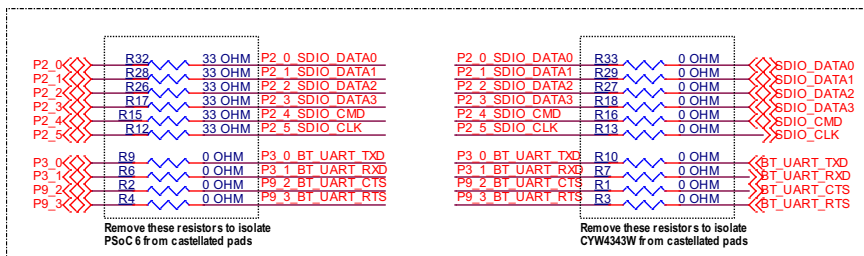 P2_0 R32 33 OHM P2_0_SDIO_DATA0 P2_0_SDIO_DATA0 R33 0 OHM SDIO_DATA0
P2_1 R28 33 OHM P2_1_SDIO_DATA1 P2_1_SDIO_DATA1 R29 0 OHM SDIO_DATA1
P2_2 R26 33 OHM P2_2_SDIO_DATA2 P2_2_SDIO_DATA2 R27 0 OHM SDIO_DATA2
P2_3 R17 33 OHM P2_3_SDIO_DATA3 P2_3_SDIO_DATA3 R18 0 OHM SDIO_DATA3
P2_4 R15 33 OHM P2_4_SDIO_CMD P2_4_SDIO_CMD R16 0 OHM SDIO_CMD
P2_5 R12 33 OHM P2_5_SDIO_CLK P2_5_SDIO_CLK R13 0 OHM SDIO_CLK
P3_0 R9 0 OHM P3_0_BT_UART_TXD P3_0_BT_UART_TXD R10 0 OHM BT_UART_TXD
P3_1 R6 0 OHM P3_1_BT_UART_RXD P3_1_BT_UART_RXD R7 0 OHM BT_UART_RXD
P9_2 R2 0 OHM P9_2_BT_UART_CTS P9_2_BT_UART_CTS R1 0 OHM BT_UART_CTS
P9_3 R4 0 OHM P9_3_BT_UART_RTS P9_3_BT_UART_RTS R3 0 OHM BT_UART_RTS
Remove these resistors to isolate
PSoC 6 from castellated pads
Remove these resistors to isolate
CYW4343W from castellated pads